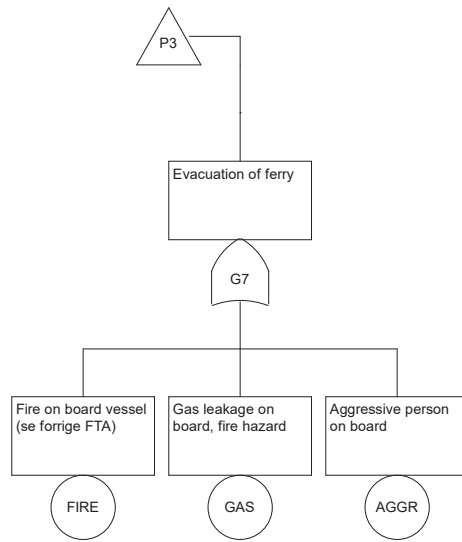 P3
Evacuation of ferry
G7
Fire on board vessel
(se forrige FTA)
Gas leakage on
board, fire hazard
Aggressive person
on board
FIRE
GAS
AGGR